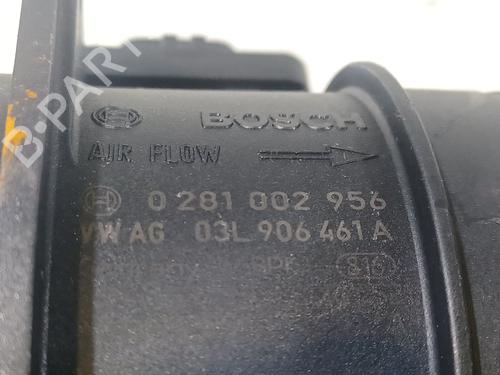 BOSCH
AIR FLOW
0 281 002 956
VW AG 03L 906 461 A
B-PARTS